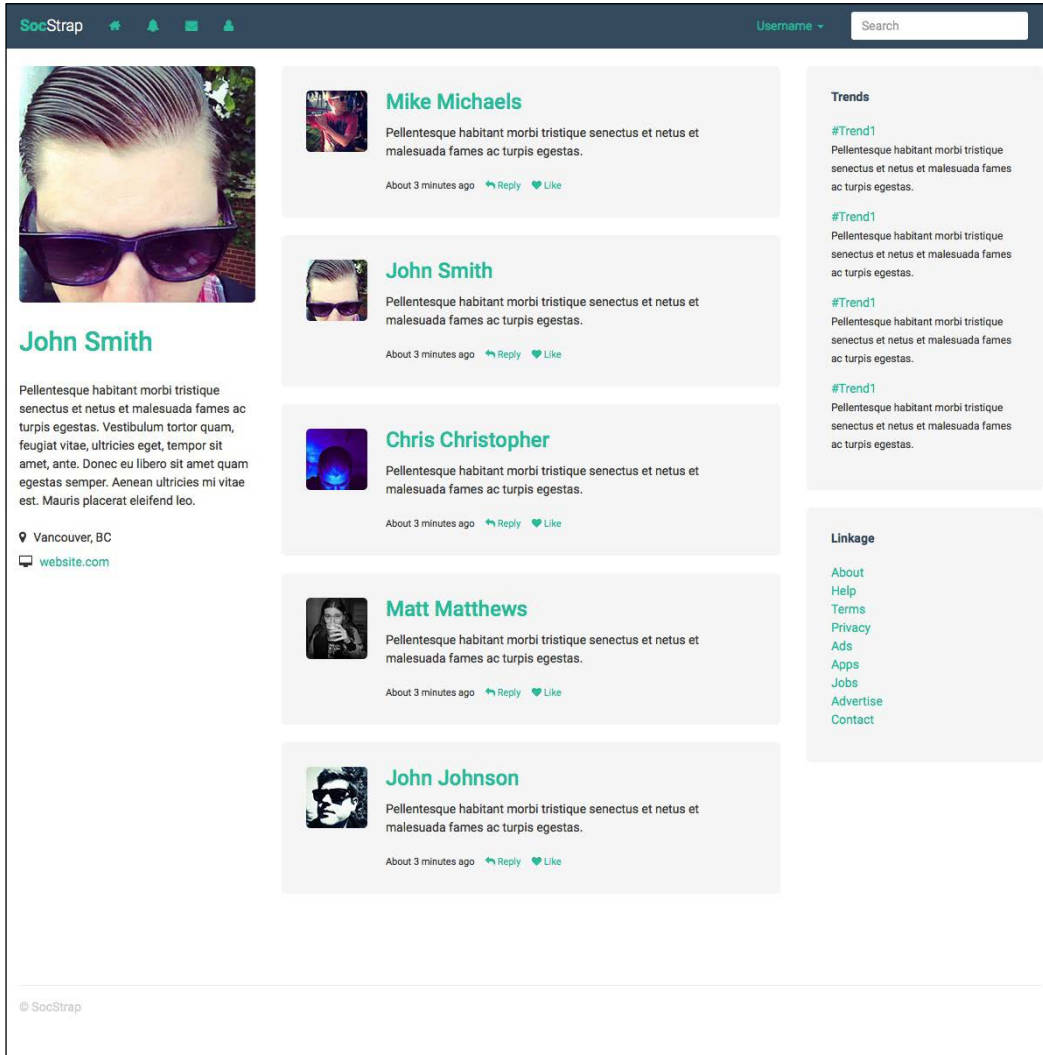 SocStrap
Username
Search
John Smith
Pellentesque habitant morbi tristique
senectus et netus et malesuada fames ac
turpis egestas. Vestibulum tortor quam,
feugiat vitae, ultricies eget, tempor sit
amet, ante. Donec eu libero sit amet quam
egestas semper. Aenean ultricies mi vitae
est. Mauris placerat eleifend leo.
Vancouver, BC
website.com
Mike Michaels
Pellentesque habitant morbi tristique senectus et netus et
malesuada fames ac turpis egestas.
About 3 minutes ago Reply Like
John Smith
Pellentesque habitant morbi tristique senectus et netus et
malesuada fames ac turpis egestas.
About 3 minutes ago Reply Like
Chris Christopher
Pellentesque habitant morbi tristique senectus et netus et
malesuada fames ac turpis egestas.
About 3 minutes ago Reply Like
Matt Matthews
Pellentesque habitant morbi tristique senectus et netus et
malesuada fames ac turpis egestas.
About 3 minutes ago Reply Like
John Johnson
Pellentesque habitant morbi tristique senectus et netus et
malesuada fames ac turpis egestas.
About 3 minutes ago Reply Like
Trends
#Trend1
Pellentesque habitant morbi tristique
senectus et netus et malesuada fames
ac turpis egestas.
#Trend1
Pellentesque habitant morbi tristique
senectus et netus et malesuada fames
ac turpis egestas.
#Trend1
Pellentesque habitant morbi tristique
senectus et netus et malesuada fames
ac turpis egestas.
#Trend1
Pellentesque habitant morbi tristique
senectus et netus et malesuada fames
ac turpis egestas.
Linkage
About
Help
Terms
Privacy
Ads
Apps
Jobs
Advertise
Contact
© SocStrap